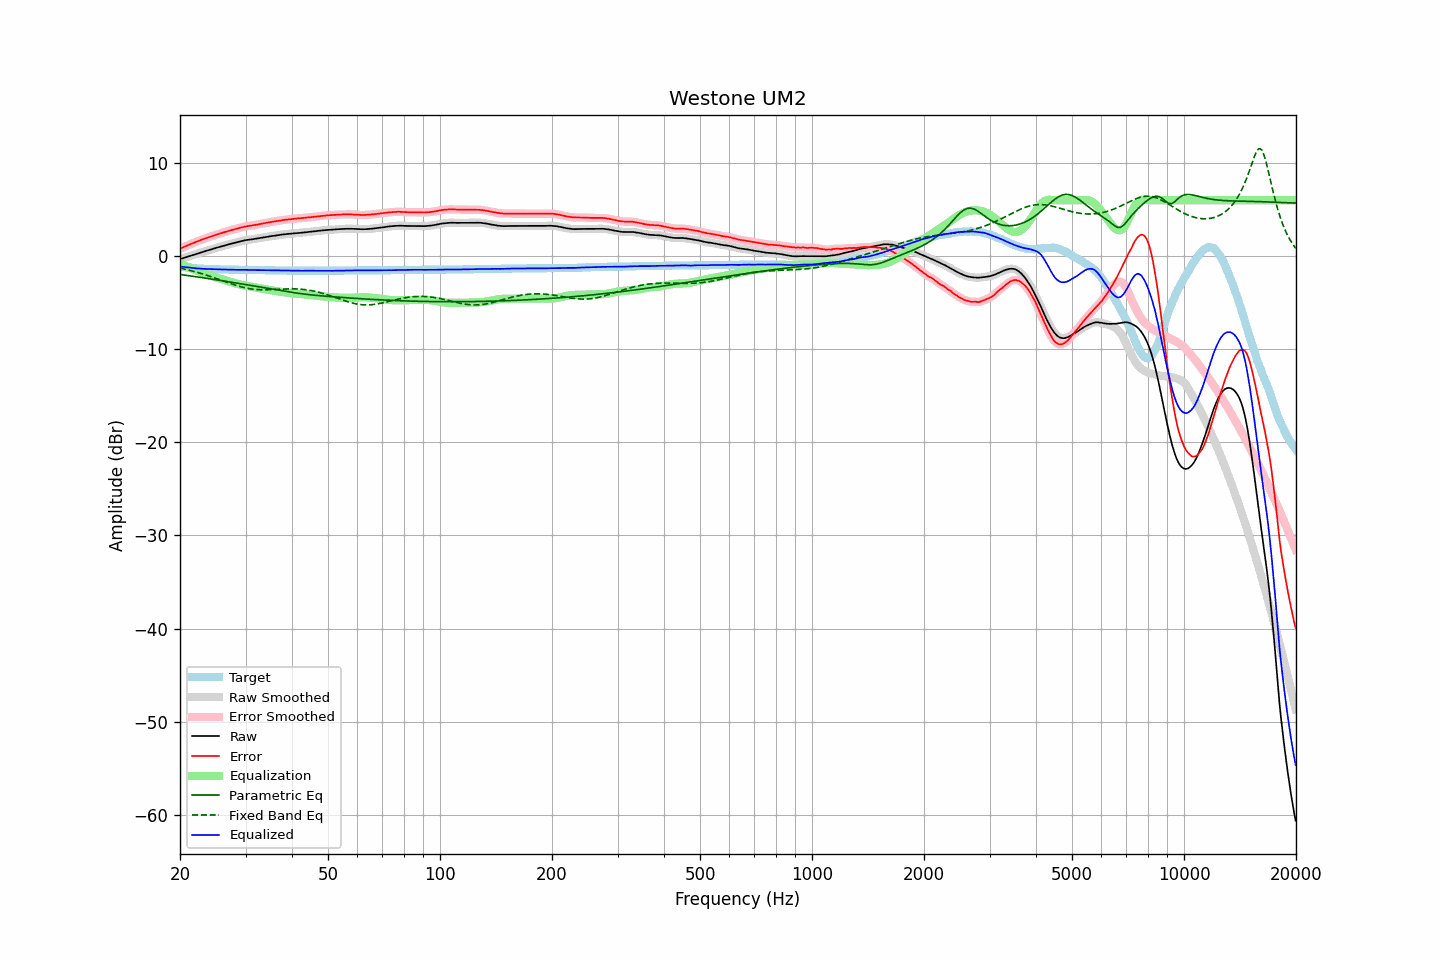 Westone UM2
10
0
−10
−20
−30
−40
−50
−60
Amplitude (dBr)
Target
Raw Smoothed
Error Smoothed
Raw
Error
Equalization
Parametric Eq
Fixed Band Eq
Equalized
20 50 100 200 500 1000 2000 5000 10000 20000
Frequency (Hz)